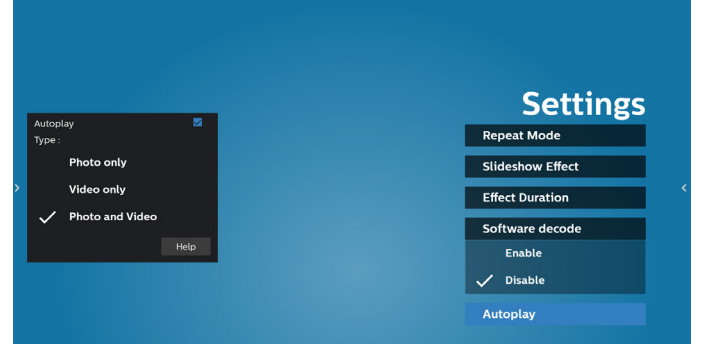 Settings
Autoplay
Type :
Photo only
Video only
Photo and Video
Help
Repeat Mode
Slideshow Effect
Effect Duration
Software decode
Enable
Disable
Autoplay